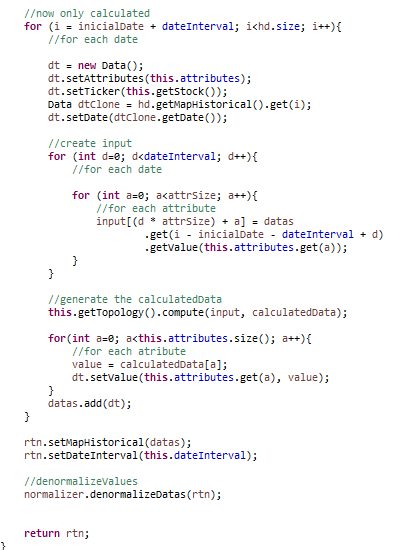 //now only calculated
for (i = inicialDate + dateInterval; i<hd.size; i++){
//for each date
dt = new Data();
dt.setAttributes(this.attributes);
dt.setTicker(this.getStock());
Data dtClone = hd.getMapHistorical().get(i);
dt.setDate(dtClone.getDate());
//create input
for (int d=0; d<dateInterval; d++){
//for each date
for (int a=0; a<attrSize; a++){
//for each attribute
input[(d * attrSize) + a] = datas
.get(i - inicialDate - dateInterval + d)
.getValue(this.attributes.get(a));
}
}
//generate the calculatedData
this.getTopology().compute(input, calculatedData);
for(int a=0; a<this.attributes.size(); a++){
//for each atribute
value = calculatedData[a];
dt.setValue(this.attributes.get(a), value);
}
datas.add(dt);
}
rtn.setMapHistorical(datas);
rtn.setDateInterval(this.dateInterval);
//denormalizeValues
normalizer.denormalizeDatas(rtn);
return rtn;
}